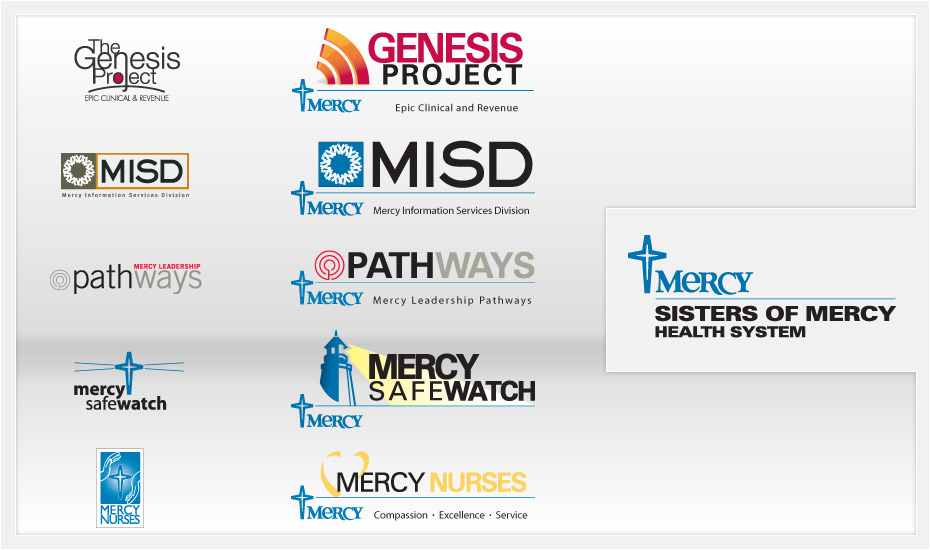 The
Genesis
Project
EPIC CLINICAL & REVENUE
GENESIS
PROJECT
MERCY
Epic Clinical and Revenue
MISD
Mercy Information Services Division
MISD
MERCY
Mercy Information Services Division
MERCY LEADERSHIP
pathways
PATHWAYS
MERCY
Mercy Leadership Pathways
mercy
safewatch
MERCY
SAFEWATCH
MERCY
MERCY
NURSES
MERCY NURSES
MERCY
Compassion · Excellence · Service
MERCY
SISTERS OF MERCY
HEALTH SYSTEM